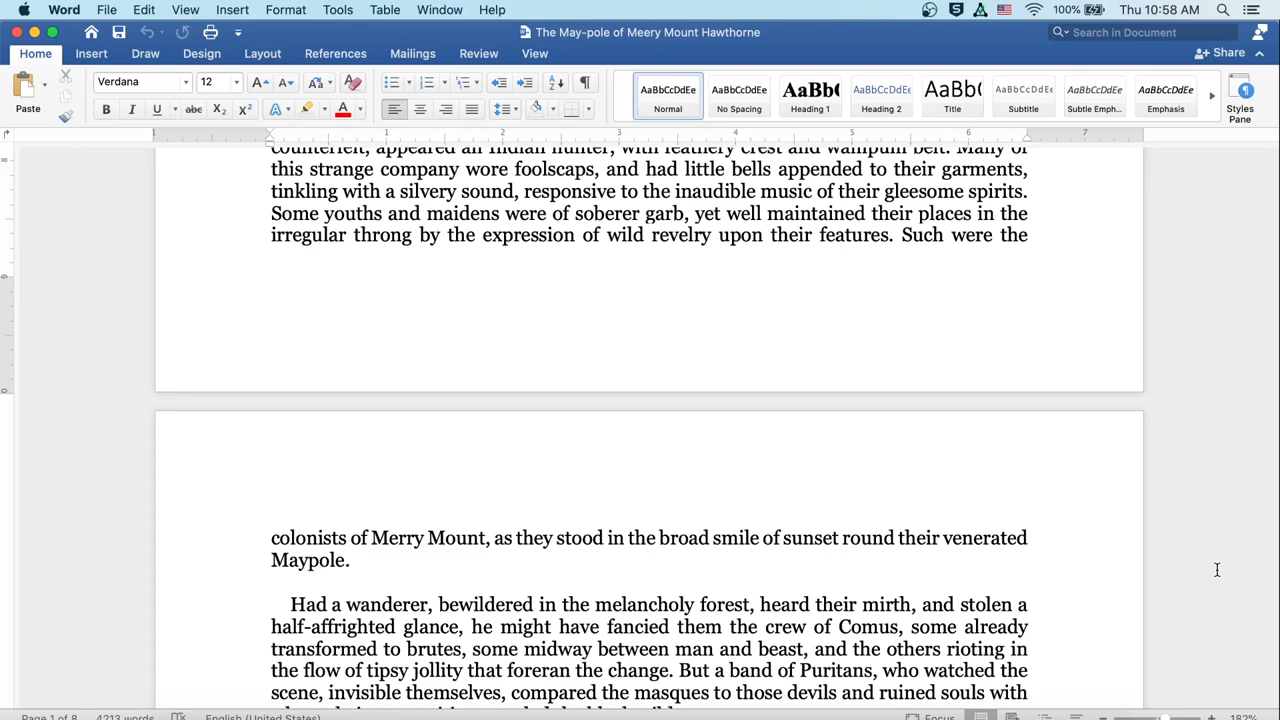 Word File Edit View Insert Format Tools Table Window Help 100% Thu 10:58 AM
The May-pole of Meery Mount Hawthorne
Search in Document
Home Insert Draw Design Layout References Mailings Review View Share
Paste
Verdana 12
AaBbCcDdEe AaBbCcDdEe AaBb( AaBbCcDdEe AaBb( AaBbCcDdEe AaBbCcDdEe AaBbCcDdEe
Normal No Spacing Heading 1 Heading 2 Title Subtitle Subtle Emph... Emphasis
Styles
Pane
1 1 2 3 4 5 6 7
counterfeit, appeared an Indian hunter, with feathery crest and wampum belt. Many of
this strange company wore foolscaps, and had little bells appended to their garments,
tinkling with a silvery sound, responsive to the inaudible music of their gleesome spirits.
Some youths and maidens were of soberer garb, yet well maintained their places in the
irregular throng by the expression of wild revelry upon their features. Such were the
colonists of Merry Mount, as they stood in the broad smile of sunset round their venerated
Maypole.
Had a wanderer, bewildered in the melancholy forest, heard their mirth, and stolen a
half-affrighted glance, he might have fancied them the crew of Comus, some already
transformed to brutes, some midway between man and beast, and the others rioting in
the flow of tipsy jollity that foreran the change. But a band of Puritans, who watched the
scene, invisible themselves, compared the masques to those devils and ruined souls with
Page 1 of 8 4213 words English (United States) Focus 182%